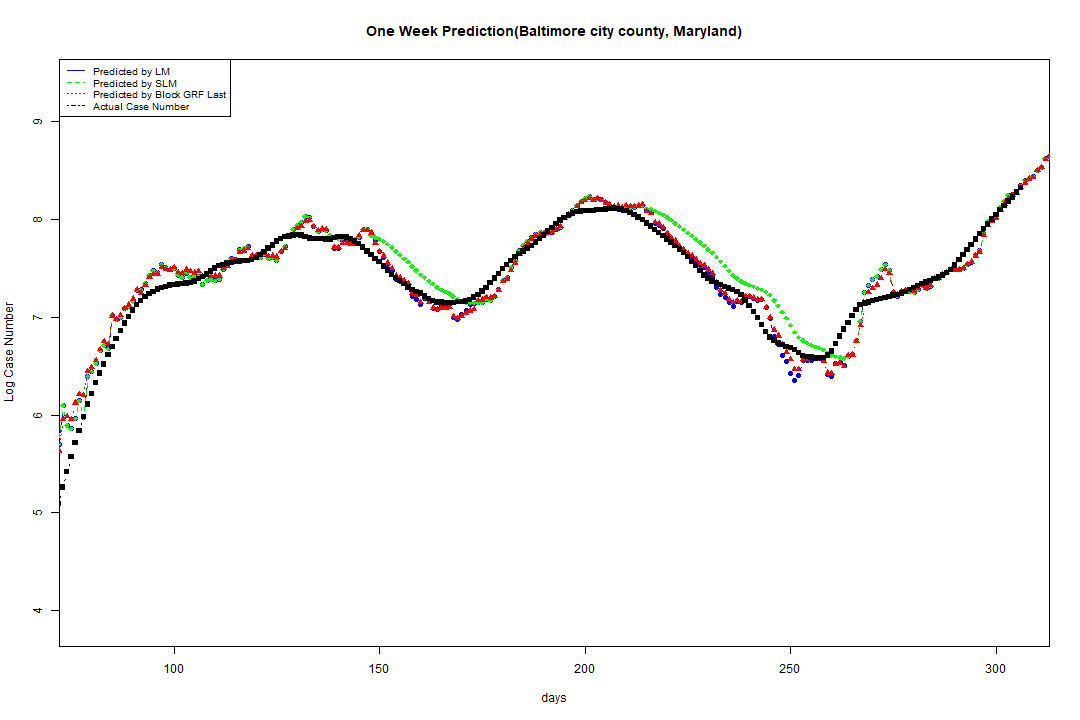 One Week Prediction(Baltimore city county, Maryland)
Predicted by LM
Predicted by SLM
Predicted by Block GRF Last
Actual Case Number
9
8
7
6
5
4
Log Case Number
100 150 200 250 300
days